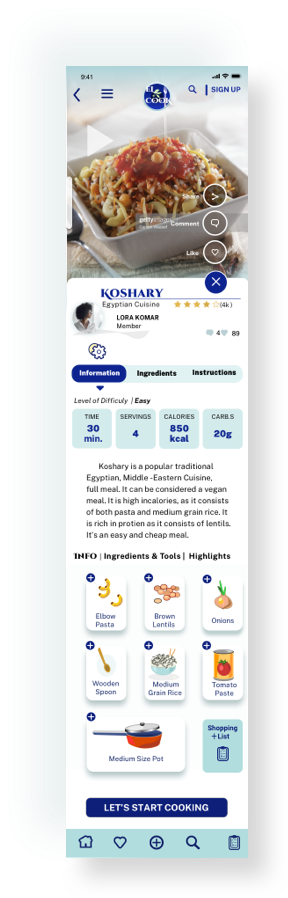 9:41
EL
COOK
SIGN UP
Share
gettyimages
Comment
Like
KOSHARY
Egyptian Cuisine
(4k)
LORA KOMAR
Member
4 89
Information Ingredients Instructions
Level of Difficuly | Easy
TIME SERVINGS CALORIES CARB.S
30 min. 4 850 kcal 20g
Koshary is a popular traditional
Egyptian, Middle -Eastern Cuisine,
full meal. It can be considered a vegan
meal. It is high incalories, as it consists
of both pasta and medium grain rice. It
is rich in protien as it consists of lentils.
It's an easy and cheap meal.
INFO | Ingredients & Tools | Highlights
Elbow
Pasta
Brown
Lentils
Onions
Wooden
Spoon
Medium
Grain Rice
Tomato
Paste
Medium Size Pot
Shopping
+List
LET'S START COOKING